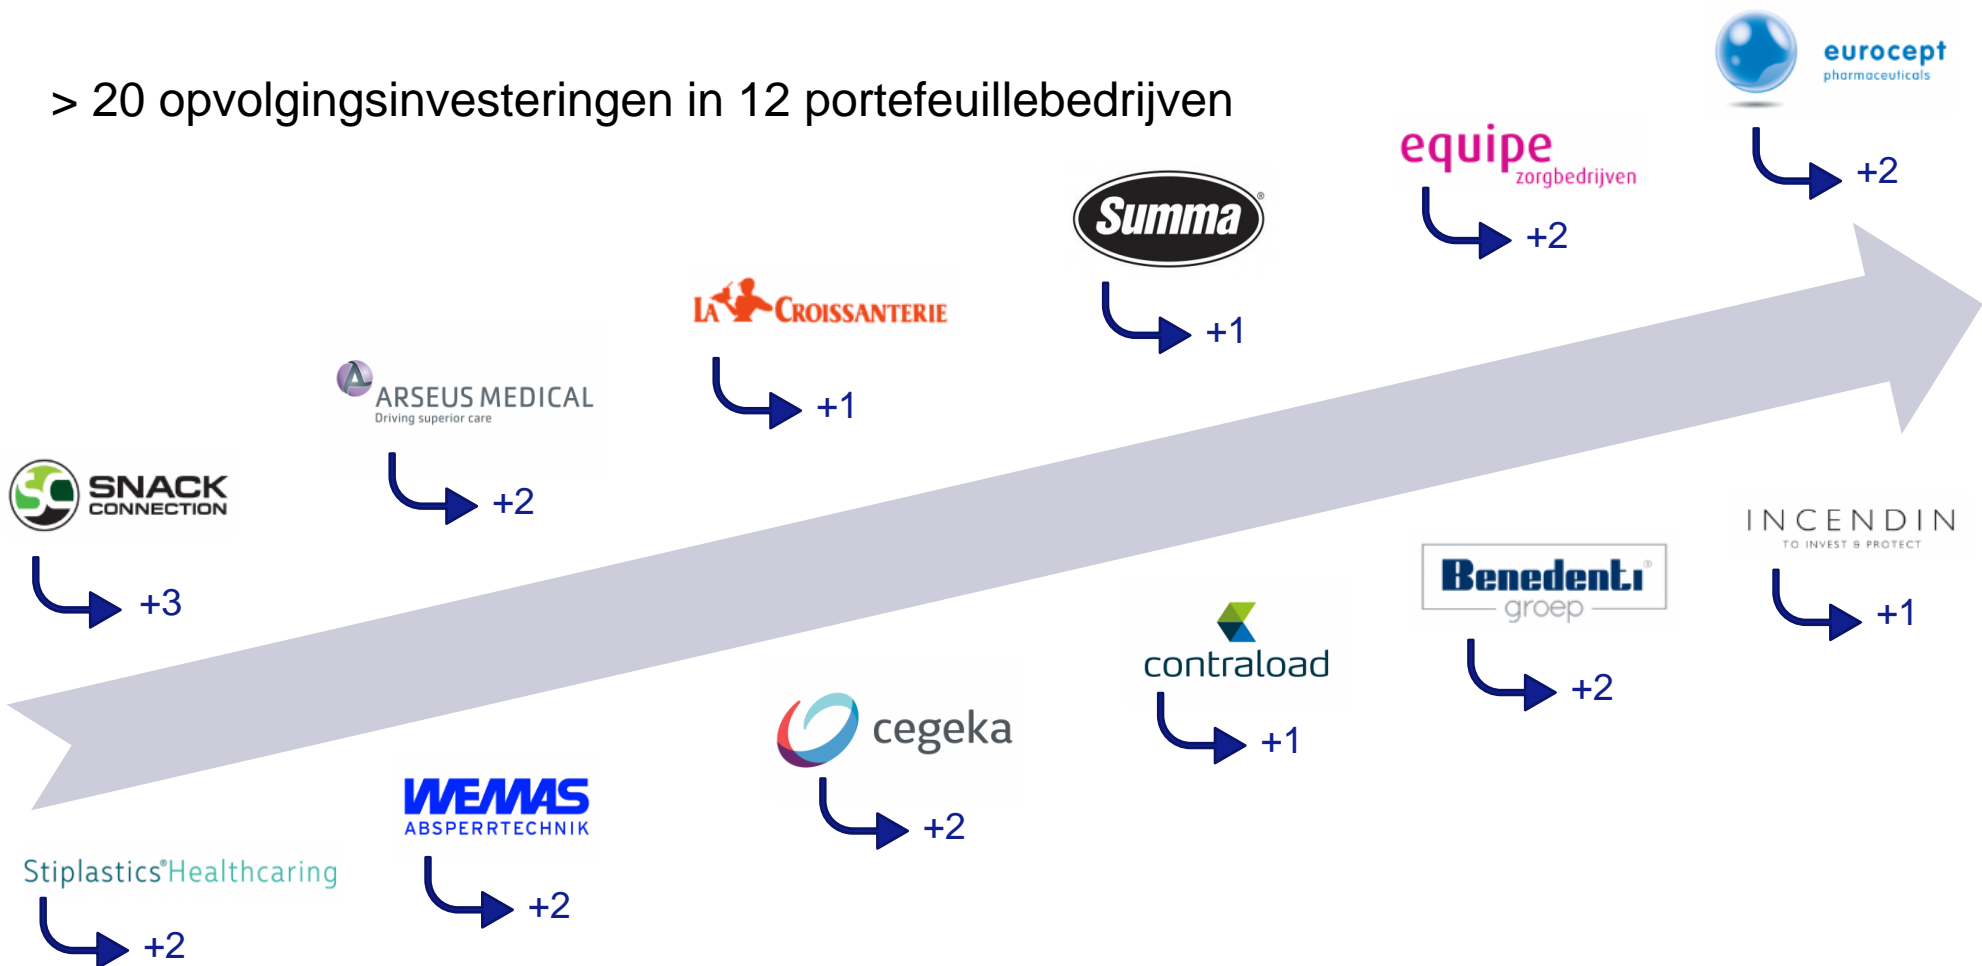 > 20 opvolgingsinvesteringen in 12 portefeuillebedrijven
eurocept
pharmaceuticals
+2
equipe
zorgbedrijven
+2
Summa®
+1
LA CROISSANTERIE
+1
ARSEUS MEDICAL
Driving superior care
+2
SC SNACK
CONNECTION
+3
INCENDIN
TO INVEST & PROTECT
+1
Benedenti®
groep
+2
contraload
+1
cegeka
+2
WEMAS
ABSPERRTECHNIK
+2
Stiplastics®Healthcaring
+2